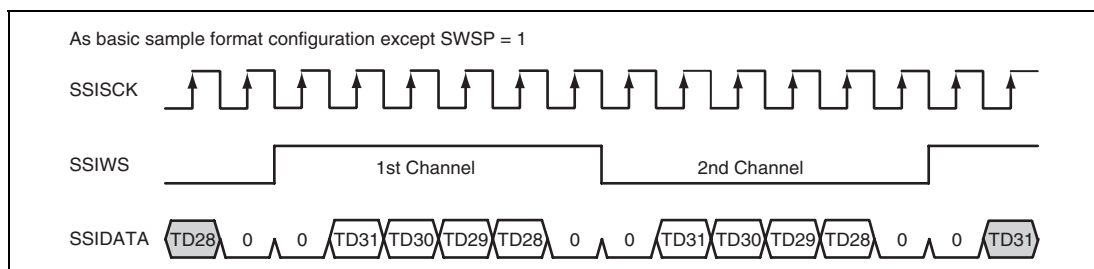 As basic sample format configuration except SWSP = 1
SSISCK
SSIWS 1st Channel 2nd Channel
SSIDATA TD28 0 0 TD31 TD30 TD29 TD28 0 0 TD31 TD30 TD29 TD28 0 0 TD31